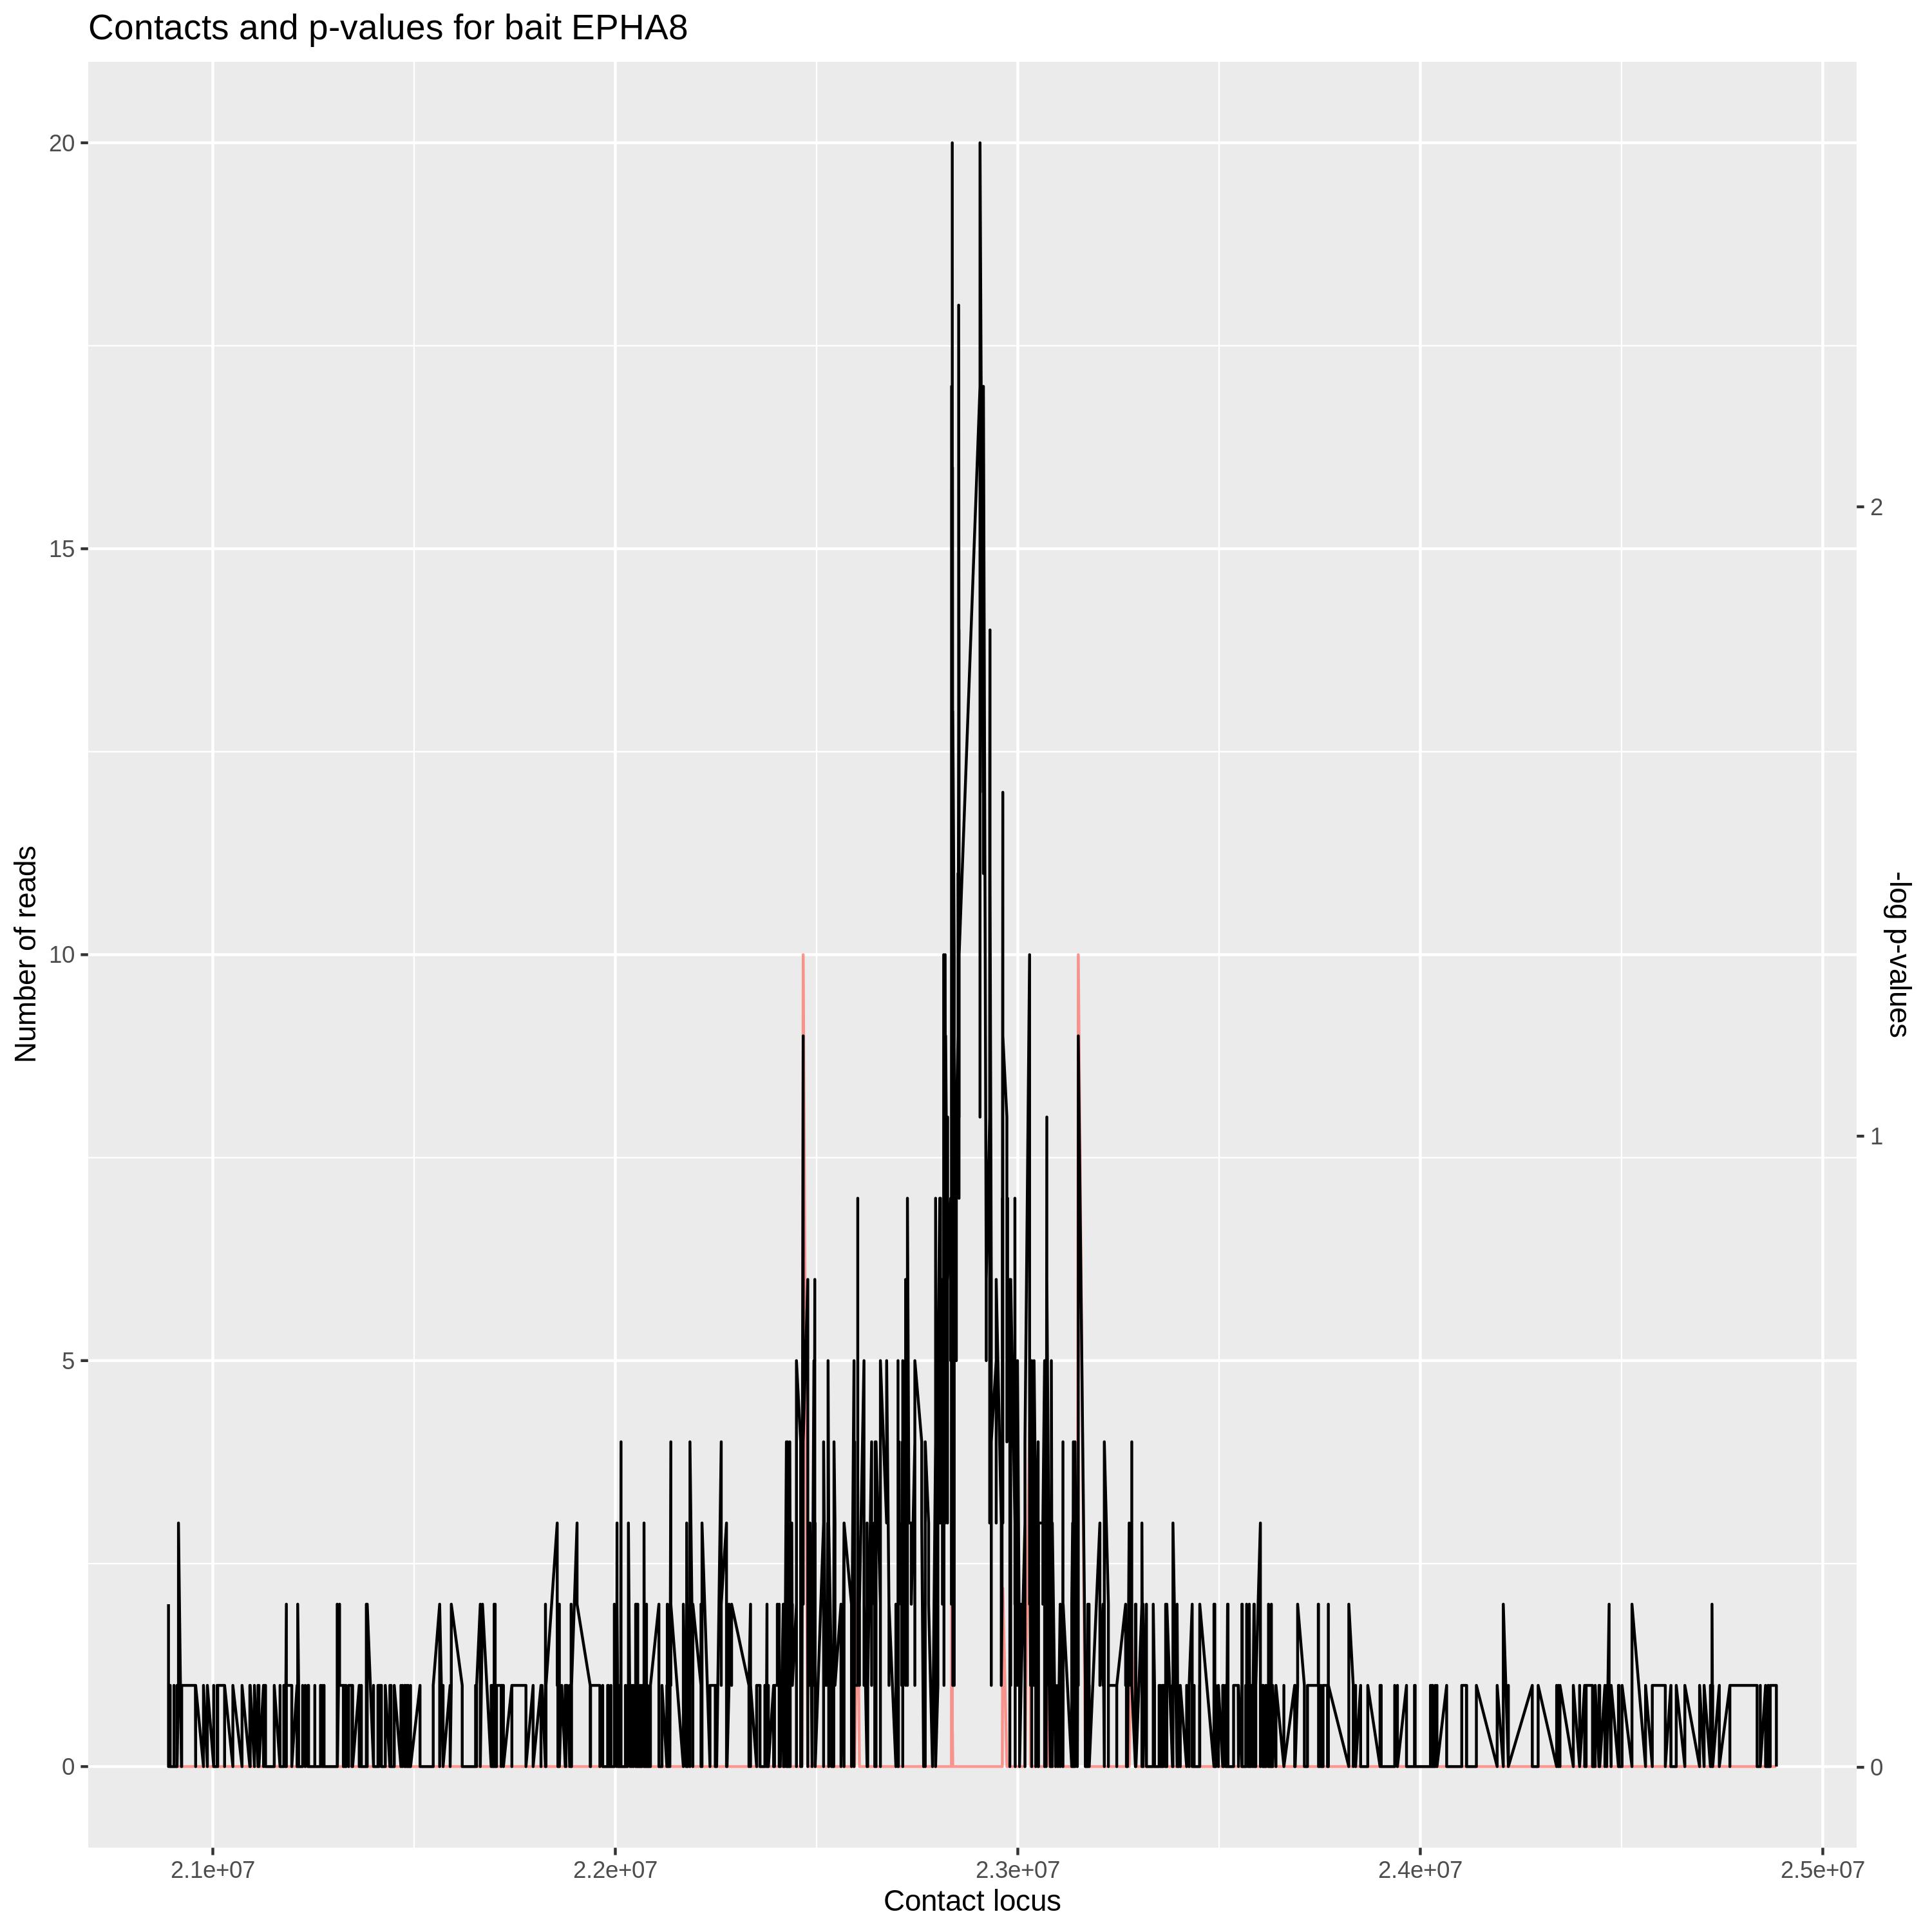 Contacts and p-values for bait EPHA8
20
15
10
5
0
Number of reads
2
1
0
-log p-values
2.1e+07
2.2e+07
2.3e+07
2.4e+07
2.5e+07
Contact locus